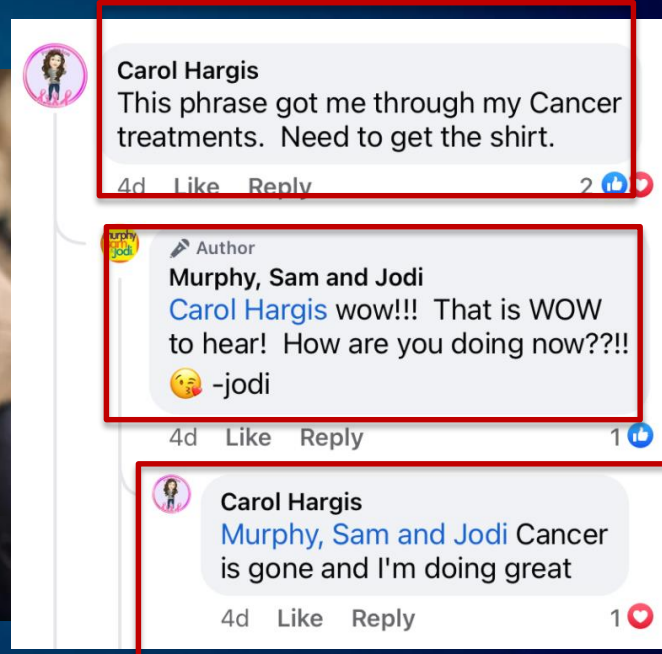 Carol Hargis
This phrase got me through my Cancer
treatments. Need to get the shirt.
4d Like Reply 2
murphy
sam
jodi
Author
Murphy, Sam and Jodi
Carol Hargis wow!!! That is WOW
to hear! How are you doing now??!!
😘 -jodi
4d Like Reply 1
Carol Hargis
Murphy, Sam and Jodi Cancer
is gone and I'm doing great
4d Like Reply 1